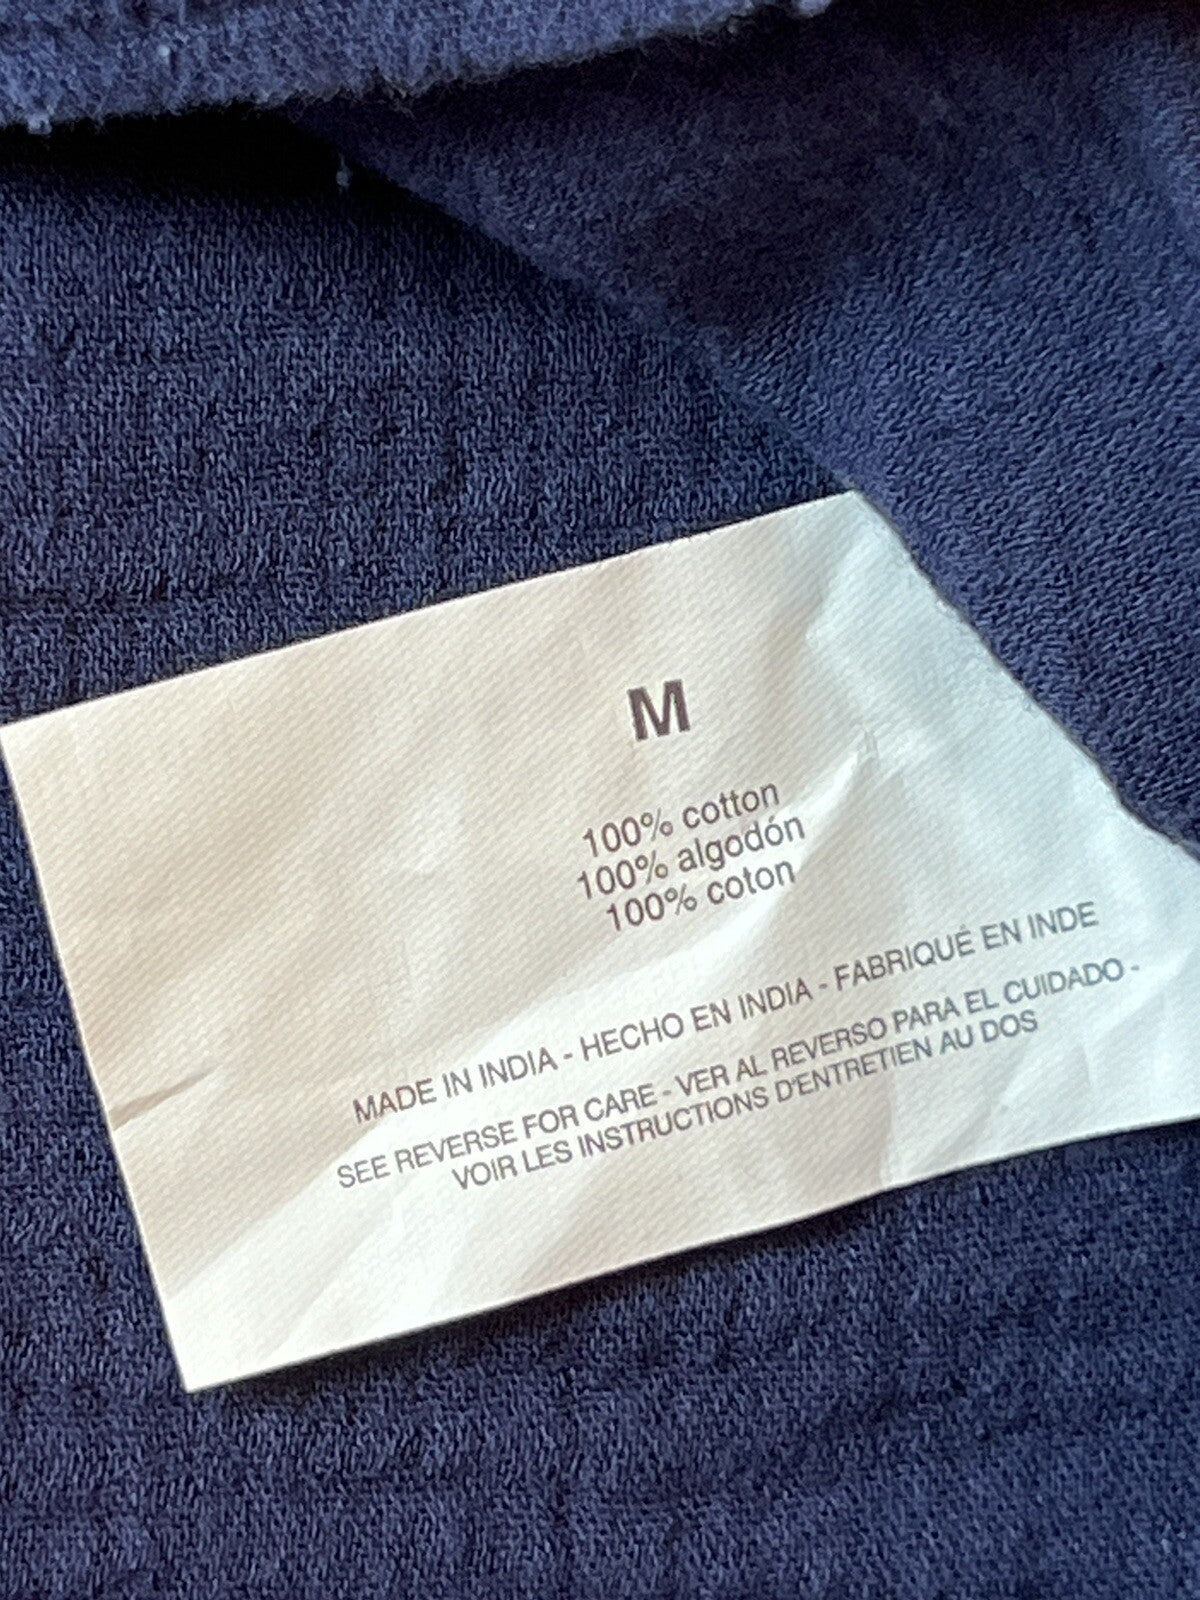 M
100% cotton
100% algodón
100% coton
MADE IN INDIA - HECHO EN INDIA - FABRIQUÉ EN INDE
SEE REVERSE FOR CARE - VER AL REVERSO PARA EL CUIDADO -
VOIR LES INSTRUCTIONS D'ENTRETIEN AU DOS